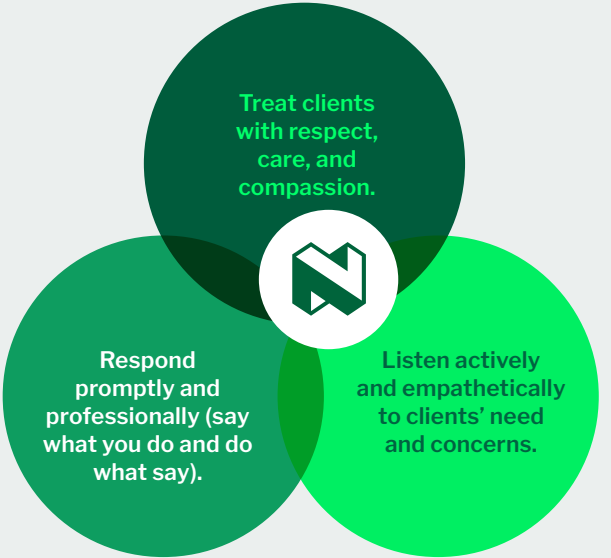 Treat clients
with respect,
care, and
compassion.
Respond
promptly and
professionally (say
what you do and do
what say).
Listen actively
and empathetically
to clients’ need
and concerns.